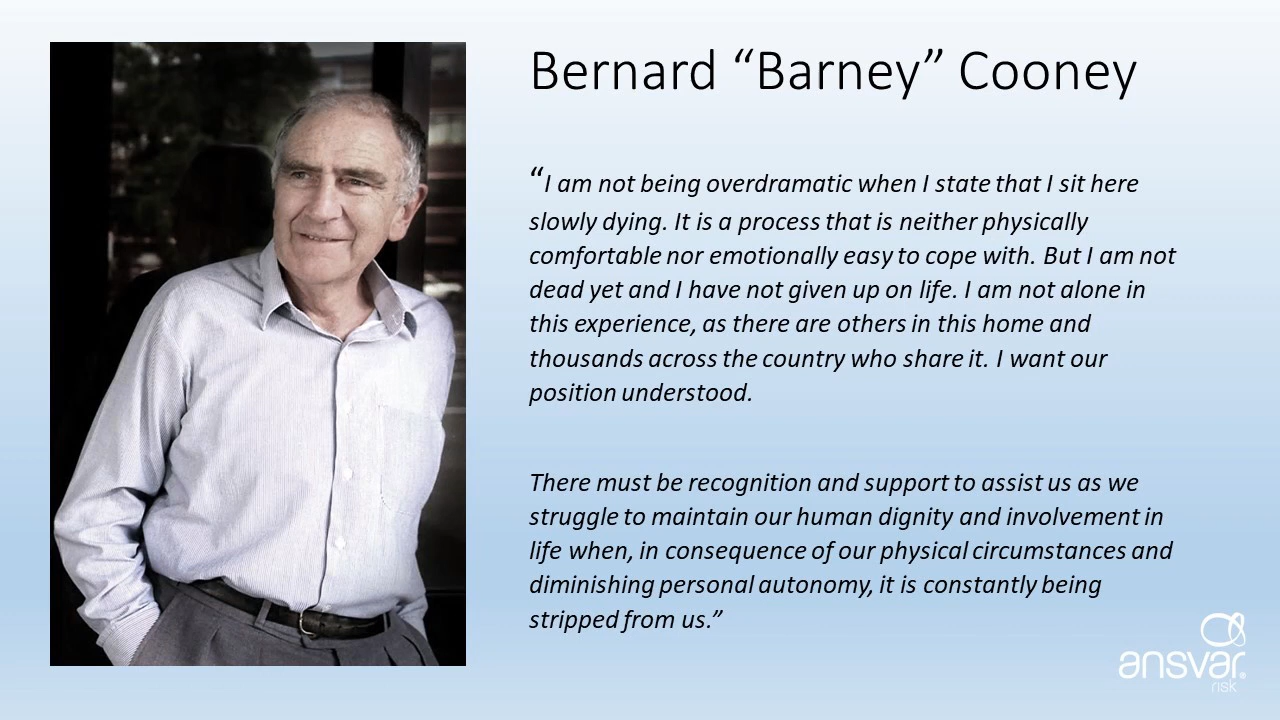 Bernard “Barney” Cooney
“I am not being overdramatic when I state that I sit here
slowly dying. It is a process that is neither physically
comfortable nor emotionally easy to cope with. But I am not
dead yet and I have not given up on life. I am not alone in
this experience, as there are others in this home and
thousands across the country who share it. I want our
position understood.
There must be recognition and support to assist us as we
struggle to maintain our human dignity and involvement in
life when, in consequence of our physical circumstances and
diminishing personal autonomy, it is constantly being
stripped from us.”
ansvar.
risk